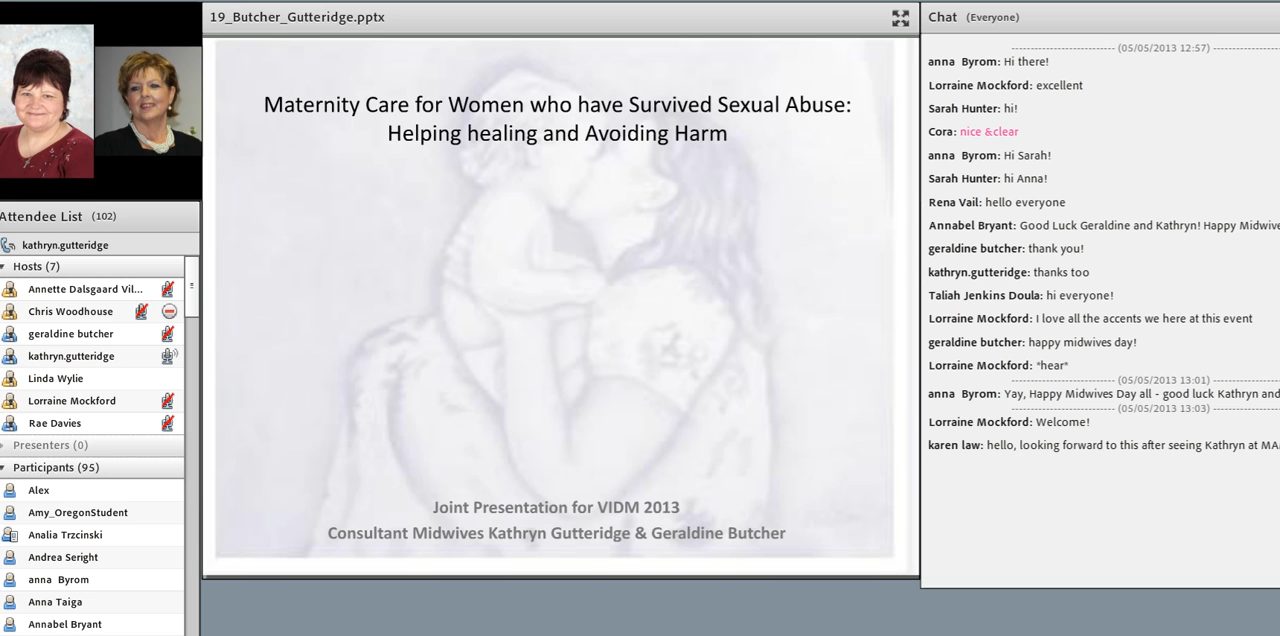 19_Butcher_Gutteridge.pptx
Maternity Care for Women who have Survived Sexual Abuse:
Helping healing and Avoiding Harm
Joint Presentation for VIDM 2013
Consultant Midwives Kathryn Gutteridge & Geraldine Butcher
Attendee List (102)
kathryn.gutteridge
Hosts (7)
Annette Dalsgaard Vil...
Chris Woodhouse
geraldine butcher
kathryn.gutteridge
Linda Wylie
Lorraine Mockford
Rae Davies
Presenters (0)
Participants (95)
Alex
Amy_OregonStudent
Analia Trzcinski
Andrea Seright
anna Byrom
Anna Taiga
Annabel Bryant
Chat (Everyone)
(05/05/2013 12:57)
anna Byrom: Hi there!
Lorraine Mockford: excellent
Sarah Hunter: hi!
Cora: nice &clear
anna Byrom: Hi Sarah!
Sarah Hunter: hi Anna!
Rena Vail: hello everyone
Annabel Bryant: Good Luck Geraldine and Kathryn! Happy Midwive
geraldine butcher: thank you!
kathryn.gutteridge: thanks too
Taliah Jenkins Doula: hi everyone!
Lorraine Mockford: I love all the accents we here at this event
geraldine butcher: happy midwives day!
Lorraine Mockford: *hear*
(05/05/2013 13:01)
anna Byrom: Yay, Happy Midwives Day all - good luck Kathryn and
(05/05/2013 13:03)
Lorraine Mockford: Welcome!
karen law: hello, looking forward to this after seeing Kathryn at MA